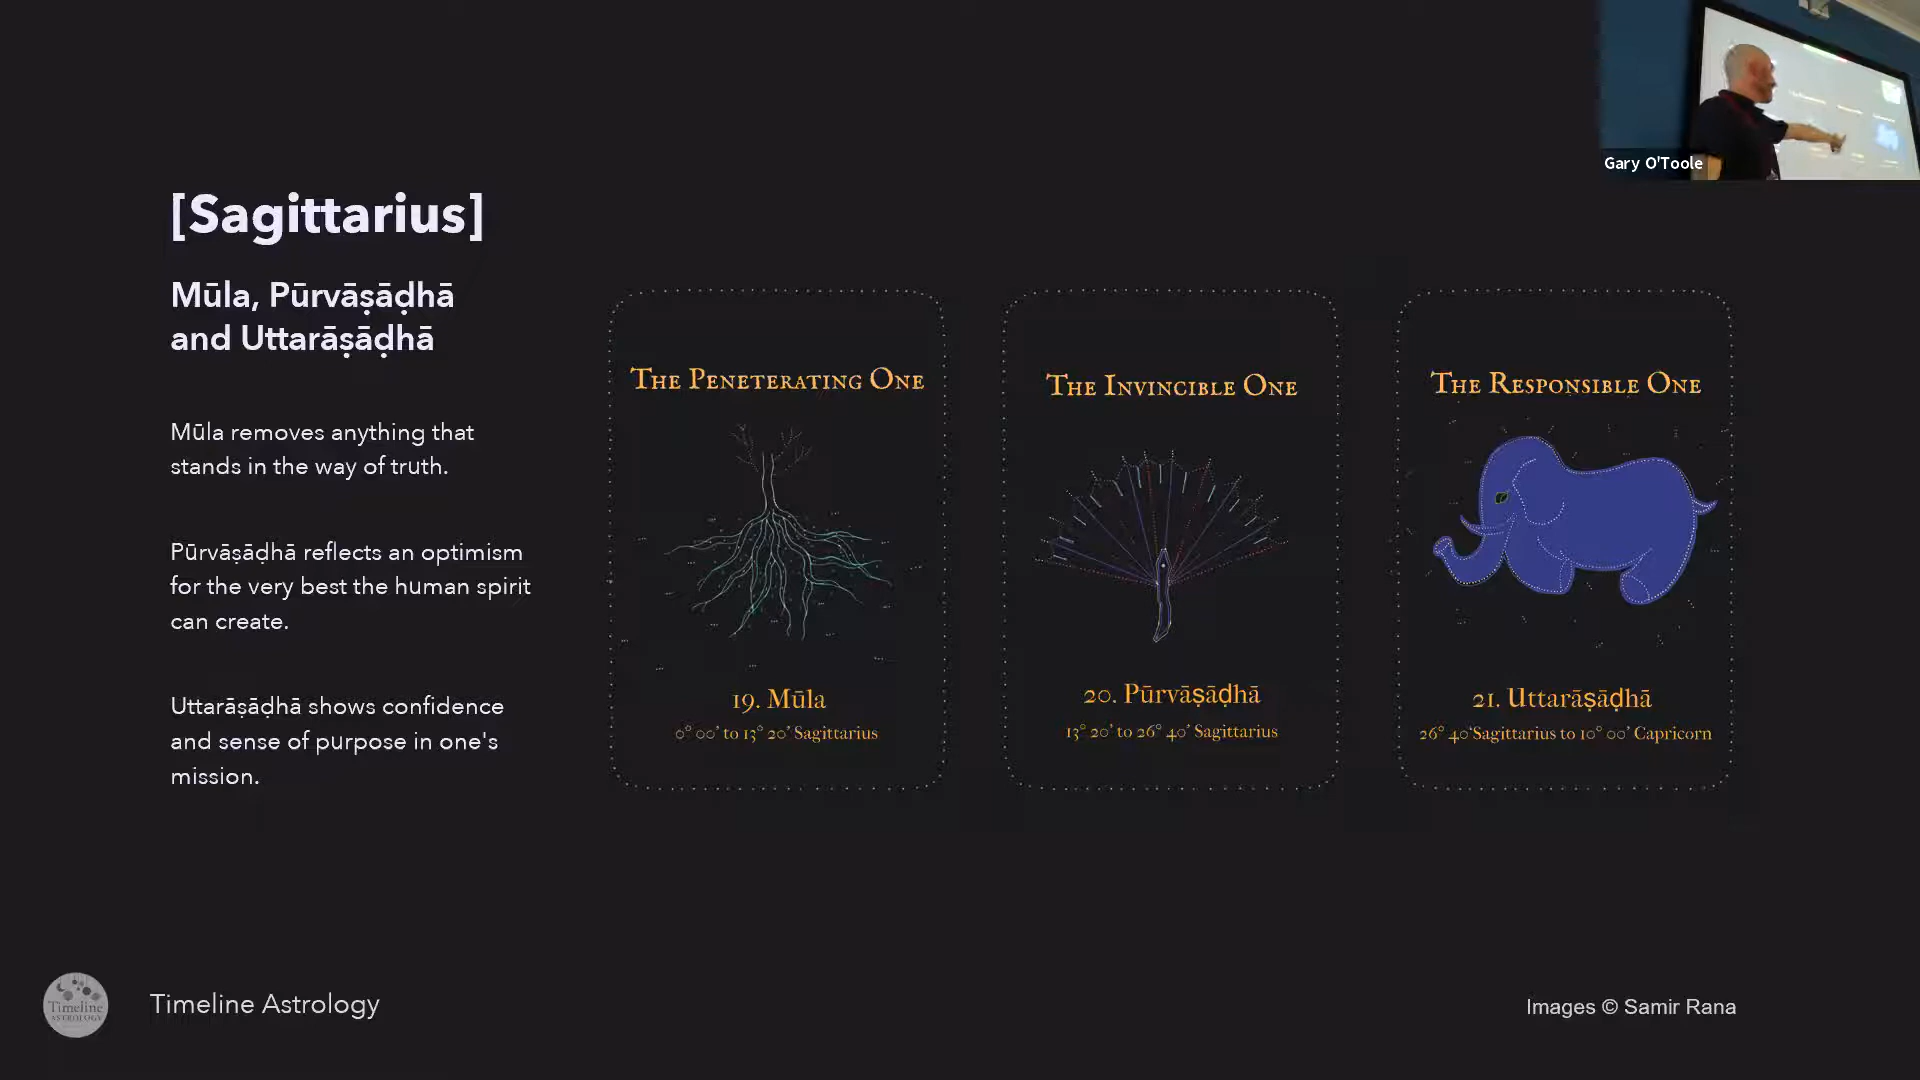 Gary O'Toole
[Sagittarius]
Mūla, Pūrvāṣāḍhā
and Uttarāṣāḍhā
Mūla removes anything that
stands in the way of truth.
Pūrvāṣāḍhā reflects an optimism
for the very best the human spirit
can create.
Uttarāṣāḍhā shows confidence
and sense of purpose in one's
mission.
The Peneterating One
19. Mūla
0° 00' to 13° 20' Sagittarius
The Invincible One
20. Pūrvāṣāḍhā
13° 20' to 26° 40' Sagittarius
The Responsible One
21. Uttarāṣāḍhā
26° 40'Sagittarius to 10° 00' Capricorn
Timeline
ASTROLOGY
Timeline Astrology
Images © Samir Rana